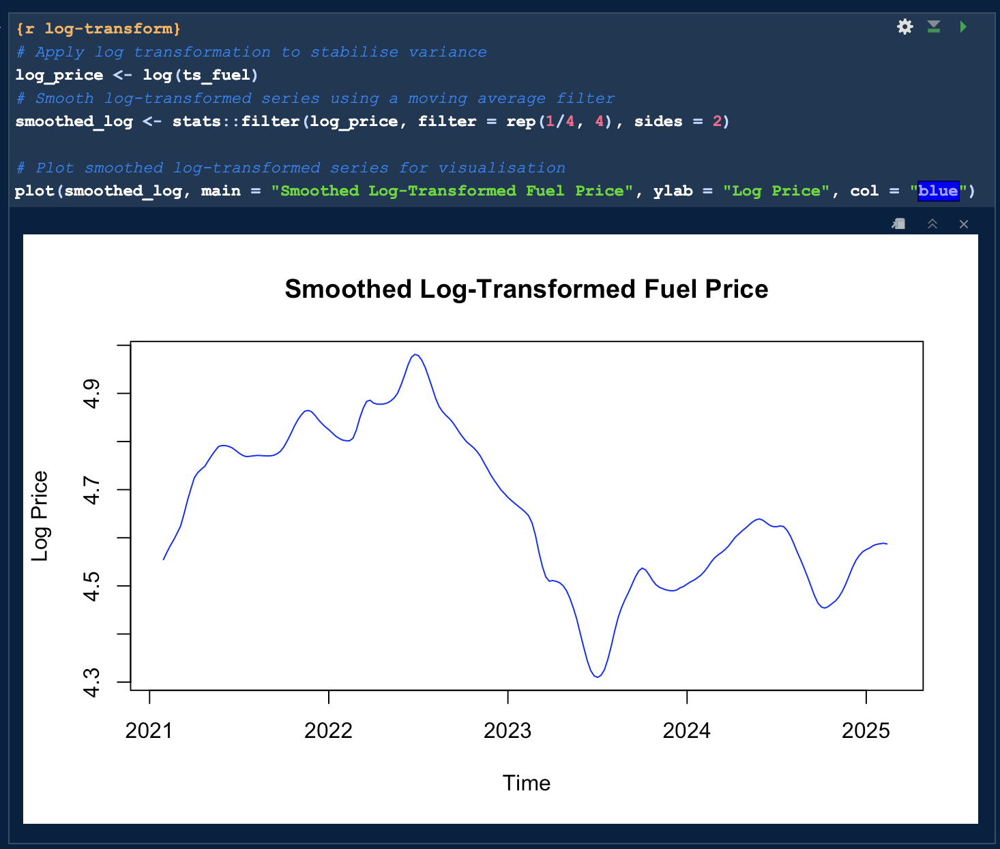 {r log-transform}
# Apply log transformation to stabilise variance
log_price <- log(ts_fuel)
# Smooth log-transformed series using a moving average filter
smoothed_log <- stats::filter(log_price, filter = rep(1/4, 4), sides = 2)
# Plot smoothed log-transformed series for visualisation
plot(smoothed_log, main = "Smoothed Log-Transformed Fuel Price", ylab = "Log Price", col = "blue")
Smoothed Log-Transformed Fuel Price
4.9
4.7
4.5
4.3
Log Price
2021 2022 2023 2024 2025
Time